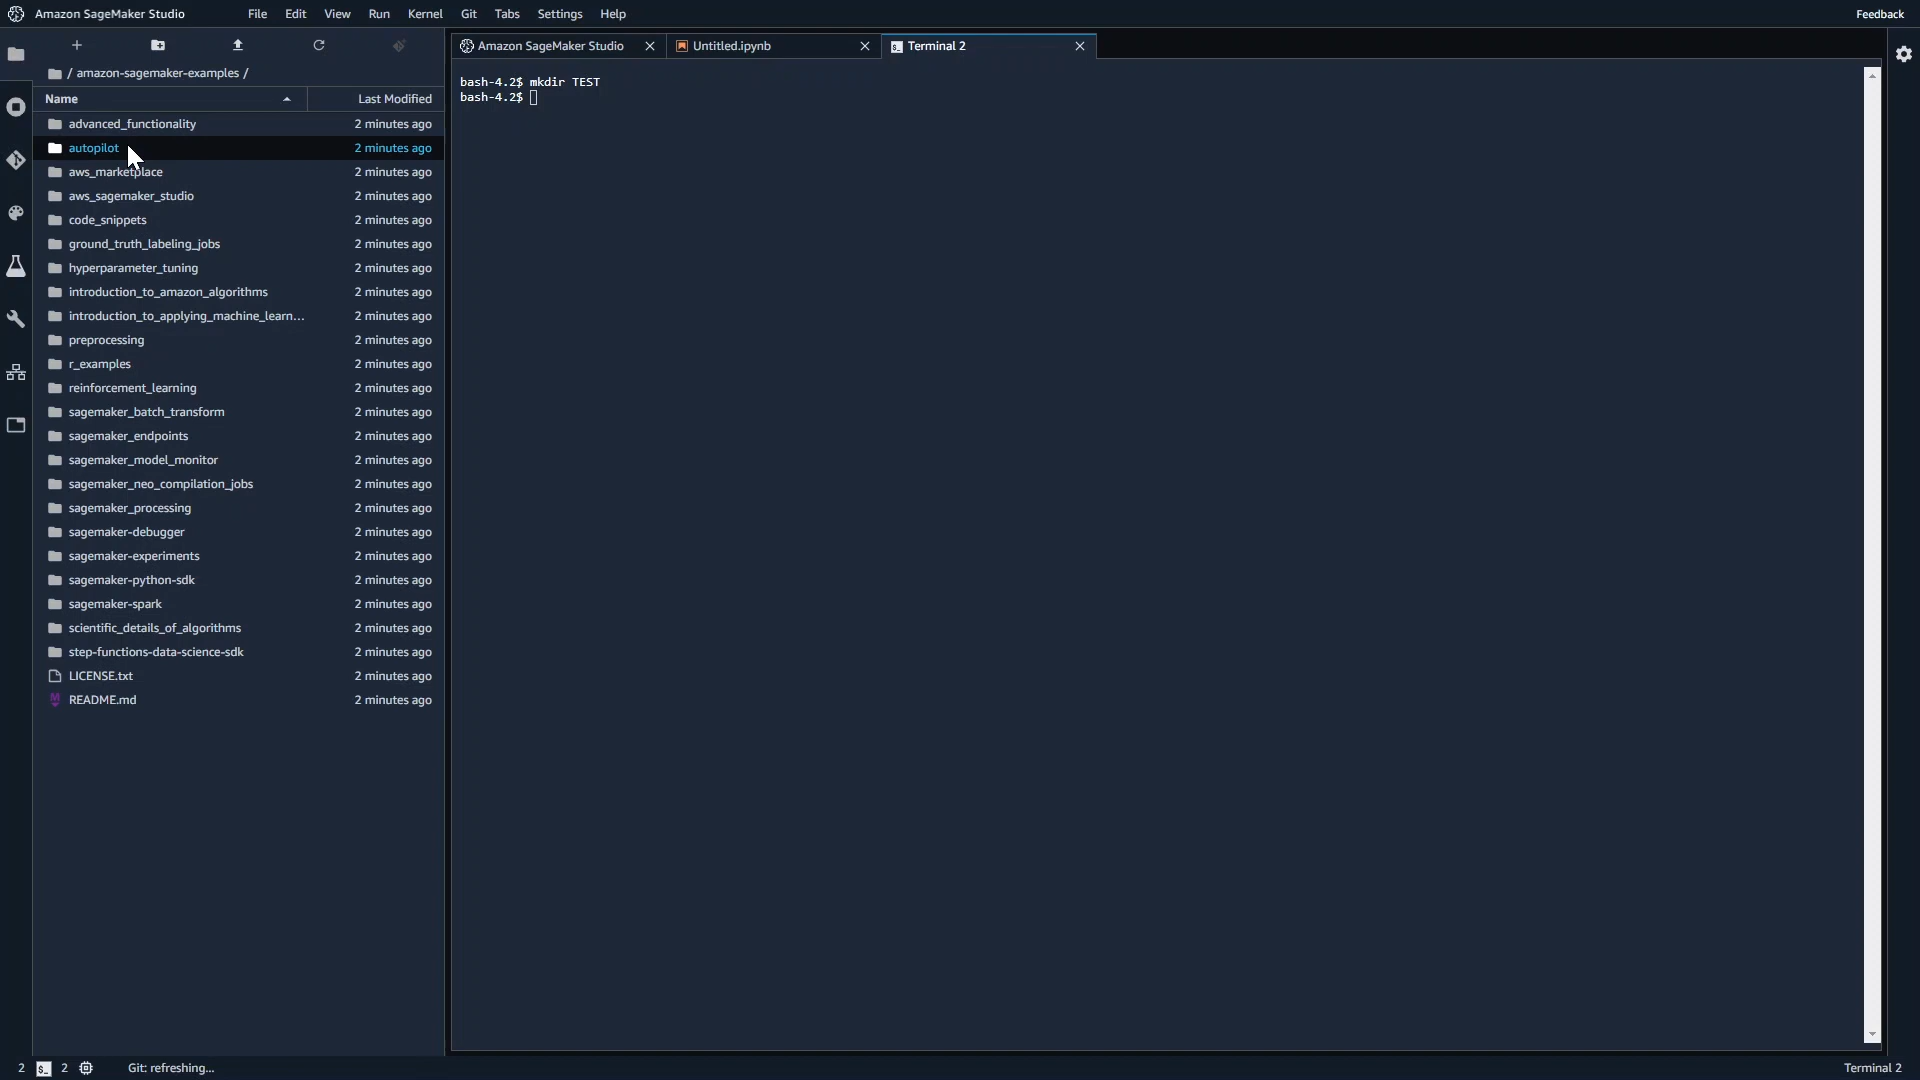 Amazon SageMaker Studio File Edit View Run Kernel Git Tabs Settings Help Feedback
/ amazon-sagemaker-examples /
Name Last Modified
advanced_functionality 2 minutes ago
autopilot 2 minutes ago
aws_marketplace 2 minutes ago
aws_sagemaker_studio 2 minutes ago
code_snippets 2 minutes ago
ground_truth_labeling_jobs 2 minutes ago
hyperparameter_tuning 2 minutes ago
introduction_to_amazon_algorithms 2 minutes ago
introduction_to_applying_machine_learn... 2 minutes ago
preprocessing 2 minutes ago
r_examples 2 minutes ago
reinforcement_learning 2 minutes ago
sagemaker_batch_transform 2 minutes ago
sagemaker_endpoints 2 minutes ago
sagemaker_model_monitor 2 minutes ago
sagemaker_neo_compilation_jobs 2 minutes ago
sagemaker_processing 2 minutes ago
sagemaker-debugger 2 minutes ago
sagemaker-experiments 2 minutes ago
sagemaker-python-sdk 2 minutes ago
sagemaker-spark 2 minutes ago
scientific_details_of_algorithms 2 minutes ago
step-functions-data-science-sdk 2 minutes ago
LICENSE.txt 2 minutes ago
README.md 2 minutes ago
Amazon SageMaker Studio Untitled.ipynb Terminal 2
bash-4.2$ mkdir TEST
bash-4.2$
2 $_ 2 Git: refreshing... Terminal 2